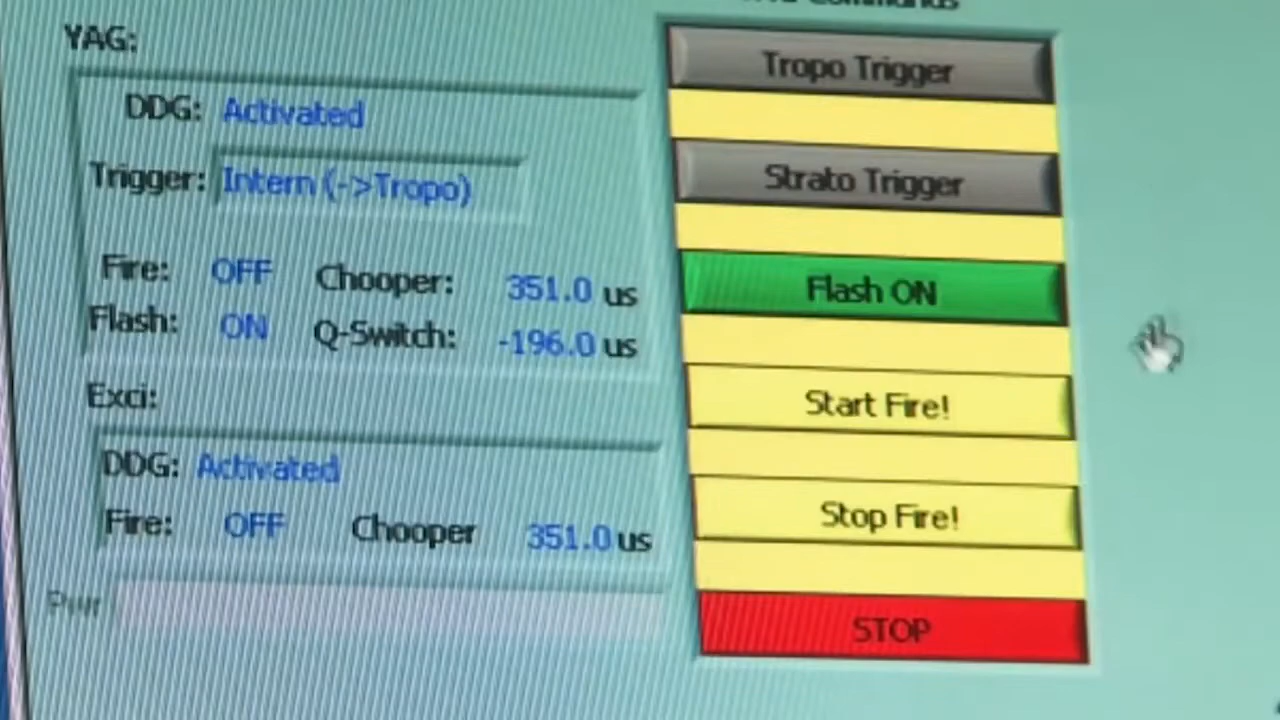 YAG:
DDG: Activated
Trigger: Intern (->Tropo)
Fire: OFF Chooper: 351.0 us
Flash: ON Q-Switch: -196.0 us
Exci:
DDG: Activated
Fire: OFF Chooper 351.0 us
Pwr
Commands
Tropo Trigger
Strato Trigger
Flash ON
Start Fire!
Stop Fire!
STOP